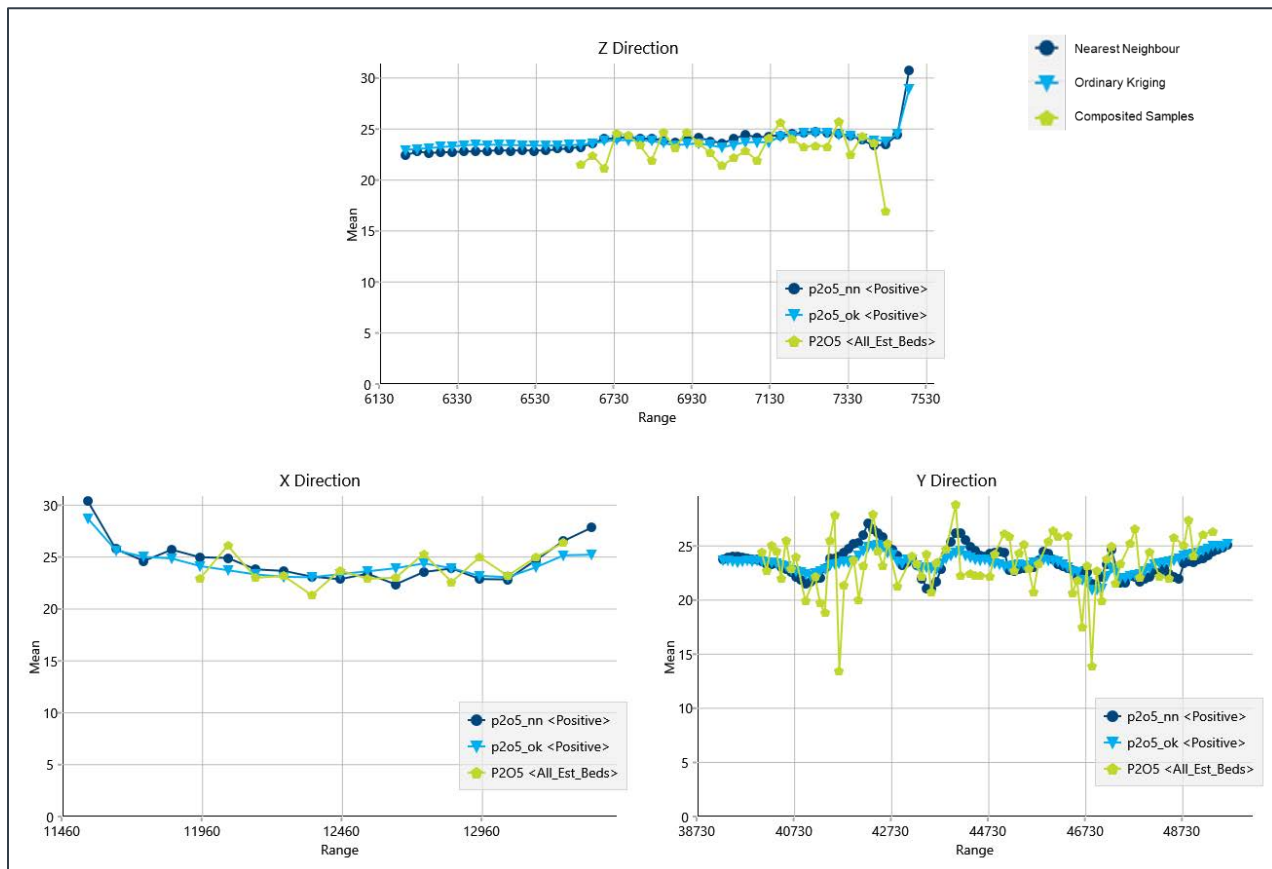 Z Direction
Nearest Neighbour
Ordinary Kriging
Composited Samples
30
25
20
15
10
5
0
Mean
p2o5_nn <Positive>
p2o5_ok <Positive>
P2O5 <All_Est_Beds>
6130 6330 6530 6730 6930 7130 7330 7530
Range
X Direction
30
25
20
15
10
5
0
Mean
p2o5_nn <Positive>
p2o5_ok <Positive>
P2O5 <All_Est_Beds>
11460 11960 12460 12960
Range
Y Direction
25
20
15
10
5
0
Mean
p2o5_nn <Positive>
p2o5_ok <Positive>
P2O5 <All_Est_Beds>
38730 40730 42730 44730 46730 48730
Range